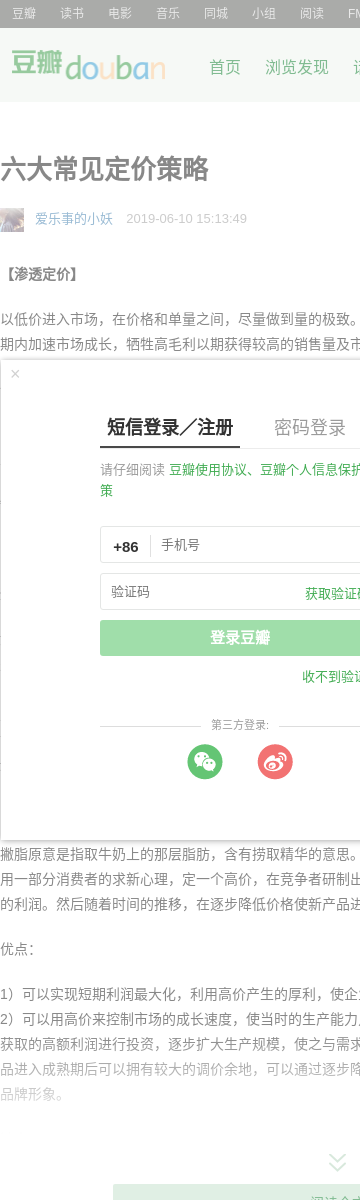 豆瓣 读书 电影 音乐 同城 小组 阅读 FM
豆瓣douban 首页 浏览发现
六大常见定价策略
爱乐事的小妖 2019-06-10 15:13:49
【渗透定价】
以低价进入市场，在价格和单量之间，尽量做到量的极致。
期内加速市场成长，牺牲高毛利以期获得较高的销售量及市
×
短信登录／注册 密码登录
请仔细阅读 豆瓣使用协议、豆瓣个人信息保护
策
+86 手机号
验证码 获取验证码
登录豆瓣
收不到验证
第三方登录:
撇脂原意是指取牛奶上的那层脂肪，含有捞取精华的意思。
用一部分消费者的求新心理，定一个高价，在竞争者研制出
的利润。然后随着时间的推移，在逐步降低价格使新产品进
优点：
1）可以实现短期利润最大化，利用高价产生的厚利，使企
2）可以用高价来控制市场的成长速度，使当时的生产能力
获取的高额利润进行投资，逐步扩大生产规模，使之与需求
品进入成熟期后可以拥有较大的调价余地，可以通过逐步降
品牌形象。